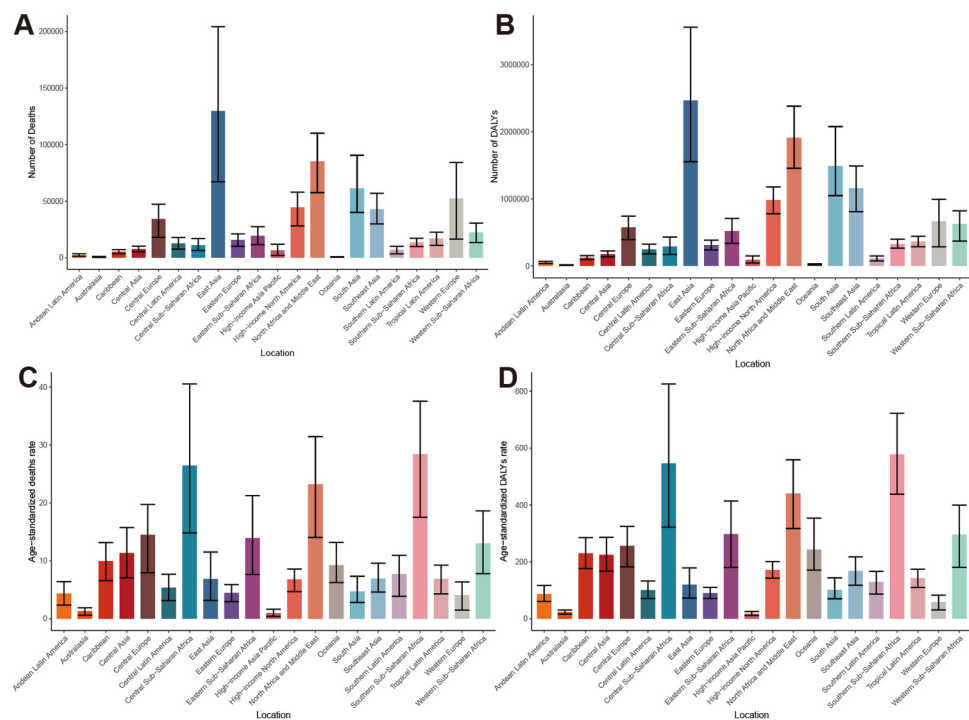 A
Number of Deaths
200000
150000
100000
50000
0
Andean Latin America
Australasia
Caribbean
Central Asia
Central Europe
Central Latin America
Central Sub−Saharan Africa
East Asia
Eastern Europe
Eastern Sub−Saharan Africa
High−income Asia Pacific
High−income North America
North Africa and Middle East
Oceania
South Asia
Southeast Asia
Southern Latin America
Southern Sub−Saharan Africa
Tropical Latin America
Western Europe
Western Sub−Saharan Africa
Location
B
Number of DALYs
3000000
2000000
1000000
0
Andean Latin America
Australasia
Caribbean
Central Asia
Central Europe
Central Latin America
Central Sub−Saharan Africa
East Asia
Eastern Europe
Eastern Sub−Saharan Africa
High−income Asia Pacific
High−income North America
North Africa and Middle East
Oceania
South Asia
Southeast Asia
Southern Latin America
Southern Sub−Saharan Africa
Tropical Latin America
Western Europe
Western Sub−Saharan Africa
Location
C
Age−standardized deaths rate
40
30
20
10
0
Andean Latin America
Australasia
Caribbean
Central Asia
Central Europe
Central Latin America
Central Sub−Saharan Africa
East Asia
Eastern Europe
Eastern Sub−Saharan Africa
High−income Asia Pacific
High−income North America
North Africa and Middle East
Oceania
South Asia
Southeast Asia
Southern Latin America
Southern Sub−Saharan Africa
Tropical Latin America
Western Europe
Western Sub−Saharan Africa
Location
D
Age−standardized DALYs rate
800
600
400
200
0
Andean Latin America
Australasia
Caribbean
Central Asia
Central Europe
Central Latin America
Central Sub−Saharan Africa
East Asia
Eastern Europe
Eastern Sub−Saharan Africa
High−income Asia Pacific
High−income North America
North Africa and Middle East
Oceania
South Asia
Southeast Asia
Southern Latin America
Southern Sub−Saharan Africa
Tropical Latin America
Western Europe
Western Sub−Saharan Africa
Location